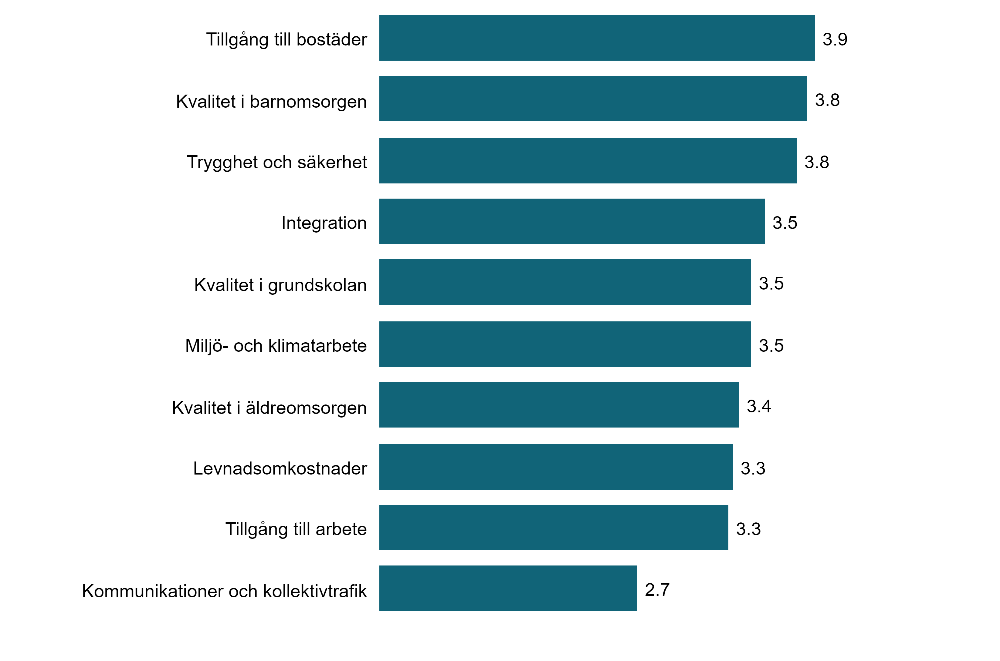 Tillgång till bostäder 3.9
Kvalitet i barnomsorgen 3.8
Trygghet och säkerhet 3.8
Integration 3.5
Kvalitet i grundskolan 3.5
Miljö- och klimatarbete 3.5
Kvalitet i äldreomsorgen 3.4
Levnadsomkostnader 3.3
Tillgång till arbete 3.3
Kommunikationer och kollektivtrafik 2.7